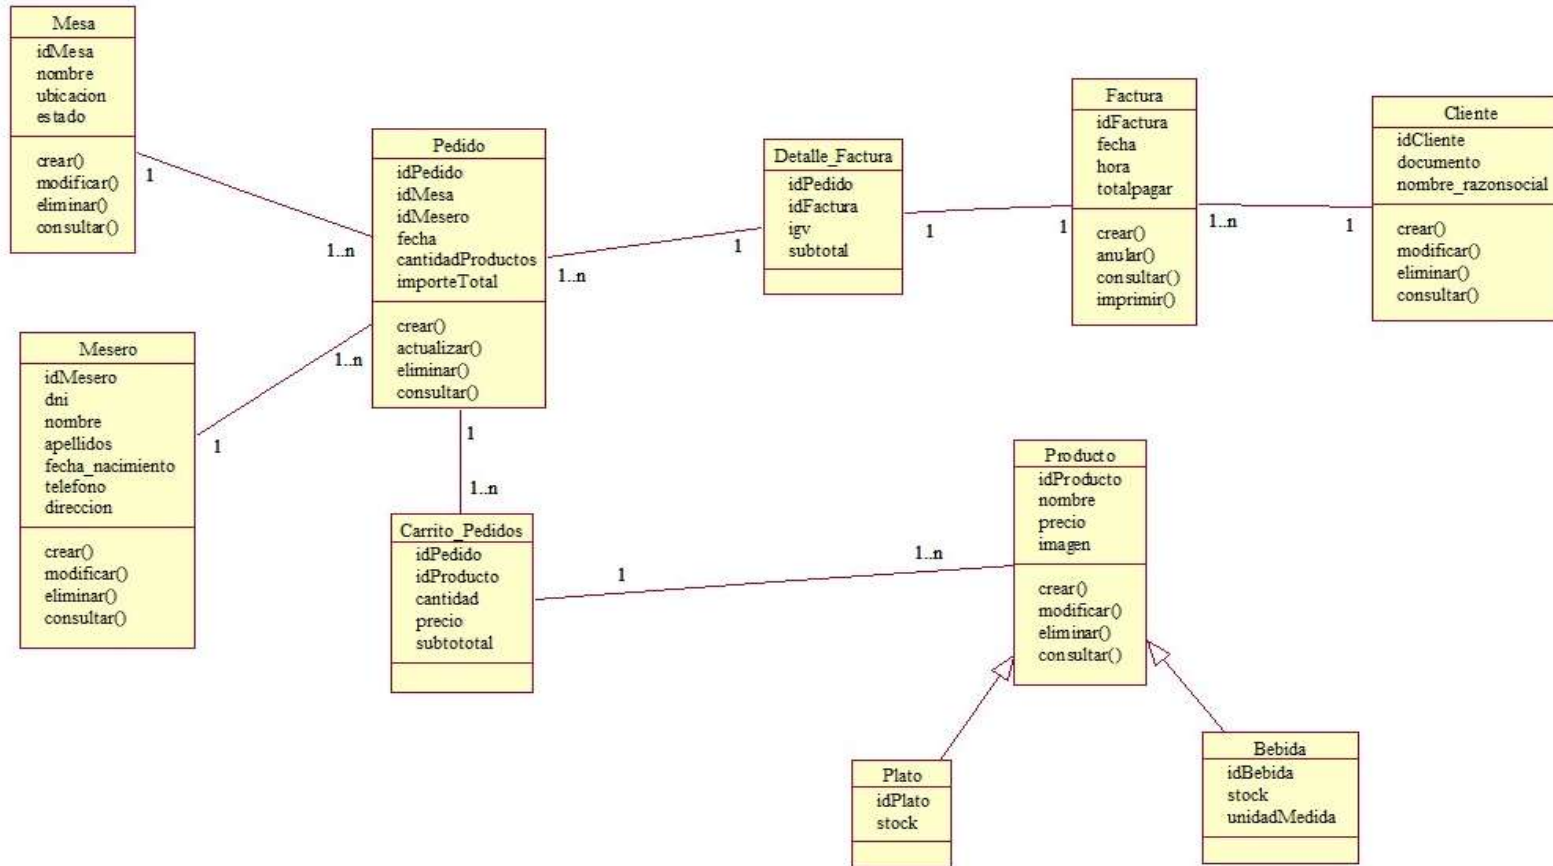 Mesa
idMesa
nombre
ubicacion
estado
crear()
modificar()
eliminar()
consultar()
1
1..n
Pedido
idPedido
idMesa
idMesero
fecha
cantidadProductos
importeTotal
crear()
actualizar()
eliminar()
consultar()
1..n
1
Detalle_Factura
idPedido
idFactura
igv
subtotal
1
1
Factura
idFactura
fecha
hora
totalpagar
crear()
anular()
consultar()
imprimir()
1..n
1
Cliente
idCliente
documento
nombre_razonsocial
crear()
modificar()
eliminar()
consultar()
Mesero
idMesero
dni
nombre
apellidos
fecha_nacimiento
telefono
direccion
crear()
modificar()
eliminar()
consultar()
1
1..n
1
1..n
Carrito_Pedidos
idPedido
idProducto
cantidad
precio
subtototal
1
1..n
Producto
idProducto
nombre
precio
imagen
crear()
modificar()
eliminar()
consultar()
Plato
idPlato
stock
Bebida
idBebida
stock
unidadMedida